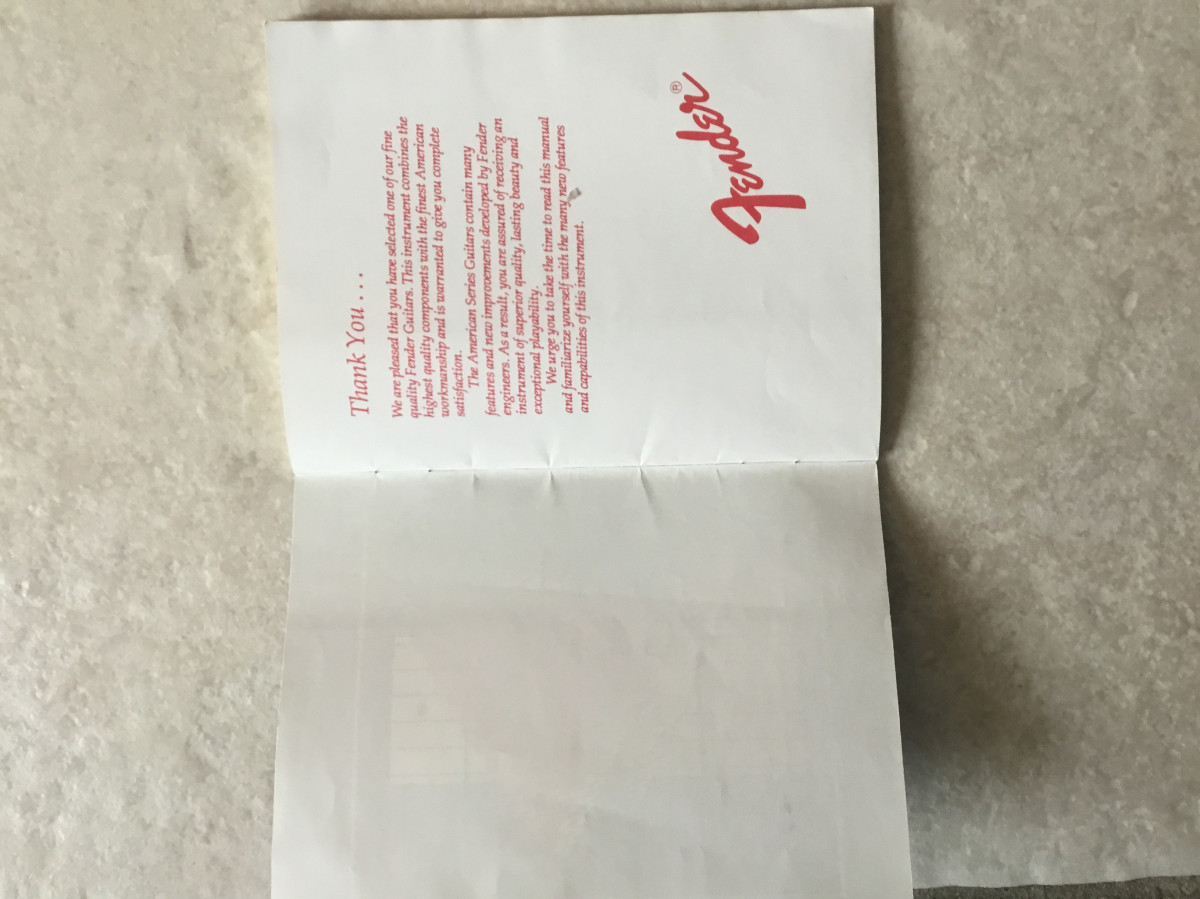 Thank You . . .
We are pleased that you have selected one of our fine
quality Fender Guitars. This instrument combines the
highest quality components with the finest American
workmanship and is warranted to give you complete
satisfaction.
The American Series Guitars contain many
features and new improvements developed by Fender
engineers. As a result, you are assured of receiving an
instrument of superior quality, lasting beauty and
exceptional playability.
We urge you to take the time to read this manual
and familiarize yourself with the many new features
and capabilities of this instrument.
Fender®